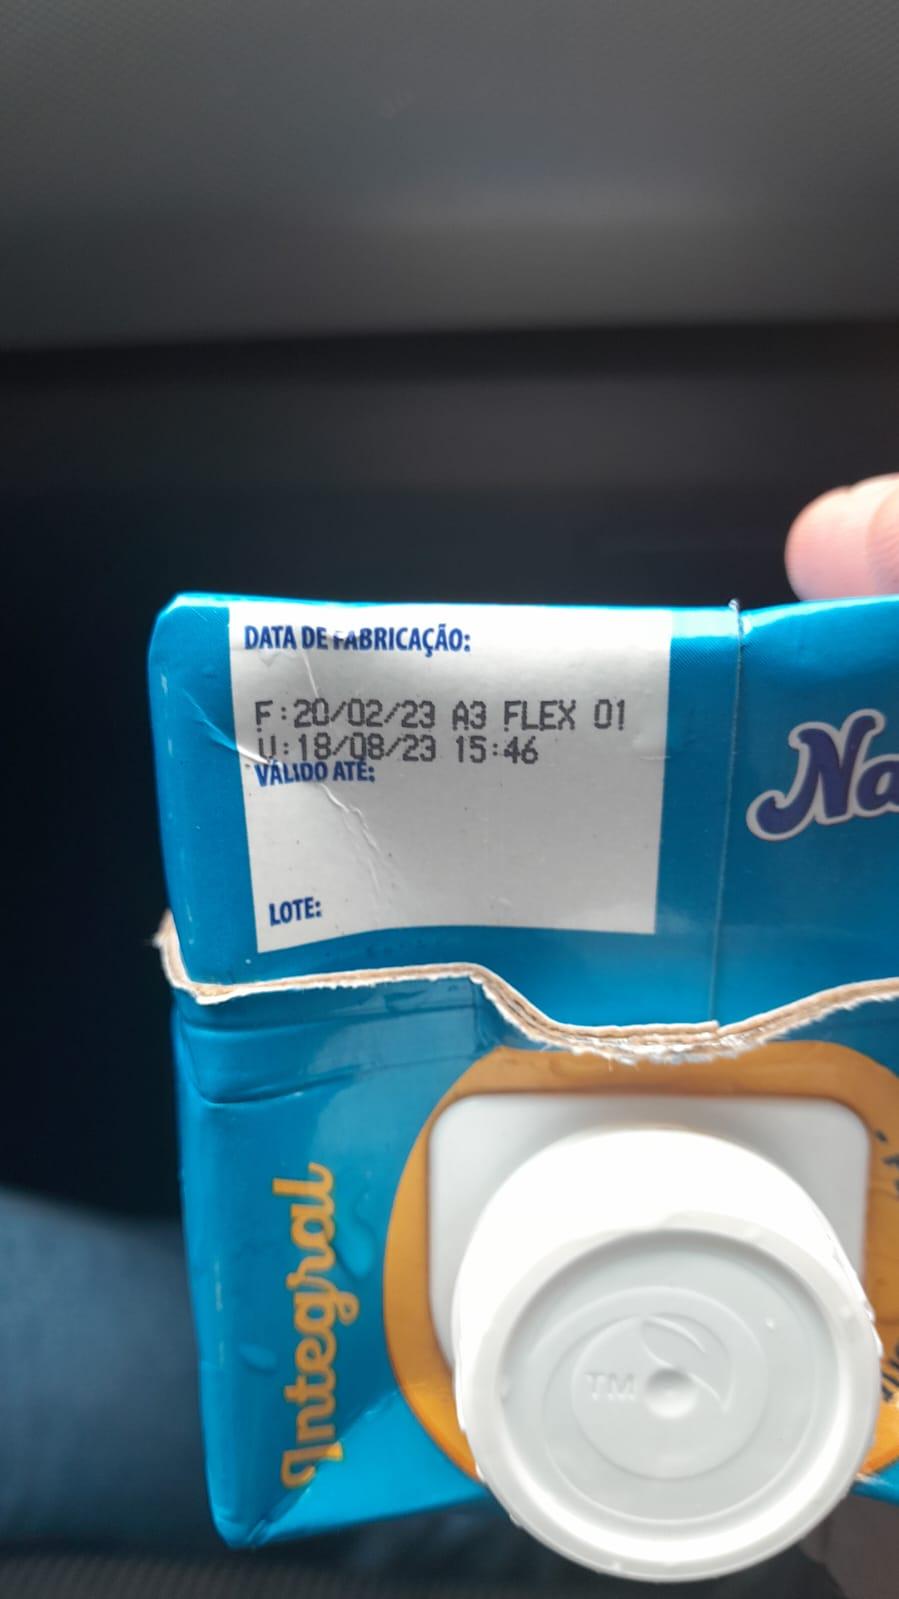 DATA DE FABRICAÇÃO:
F:20/02/23 A3 FLEX 01
V:18/08/23 15:46
VÁLIDO ATÉ:
LOTE:
Na
Integral
TM